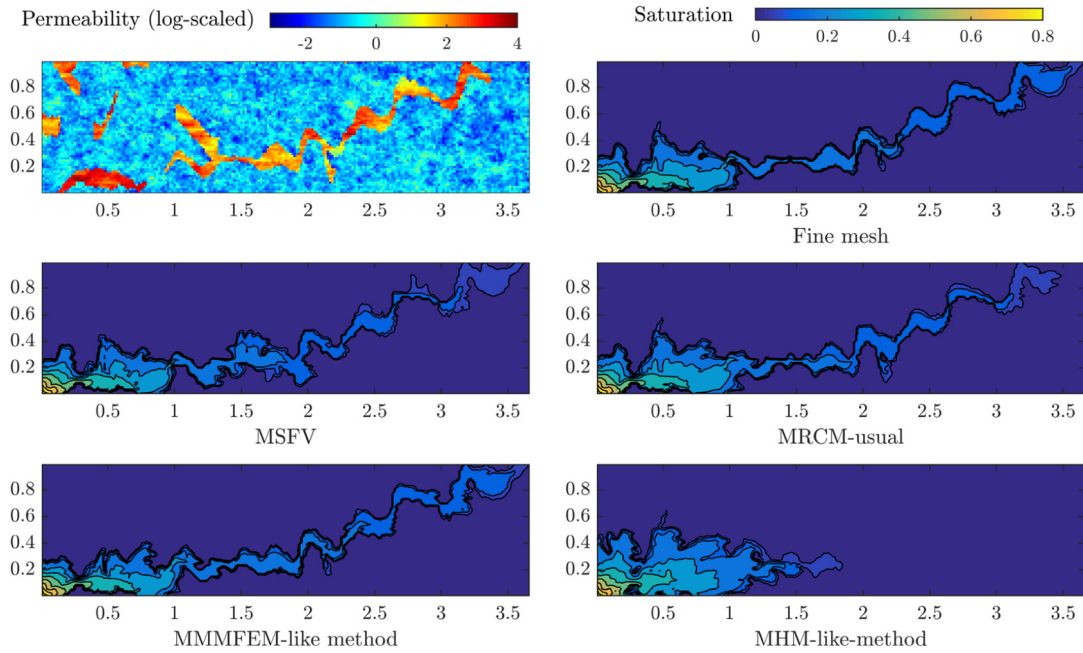 Permeability (log-scaled)
-2 0 2 4
0.8
0.6
0.4
0.2
0.5 1 1.5 2 2.5 3 3.5
Saturation
0 0.2 0.4 0.6 0.8
0.8
0.6
0.4
0.2
0.5 1 1.5 2 2.5 3 3.5
Fine mesh
0.8
0.6
0.4
0.2
0.5 1 1.5 2 2.5 3 3.5
MSFV
0.8
0.6
0.4
0.2
0.5 1 1.5 2 2.5 3 3.5
MRCM-usual
0.8
0.6
0.4
0.2
0.5 1 1.5 2 2.5 3 3.5
MMMFEM-like method
0.8
0.6
0.4
0.2
0.5 1 1.5 2 2.5 3 3.5
MHM-like-method